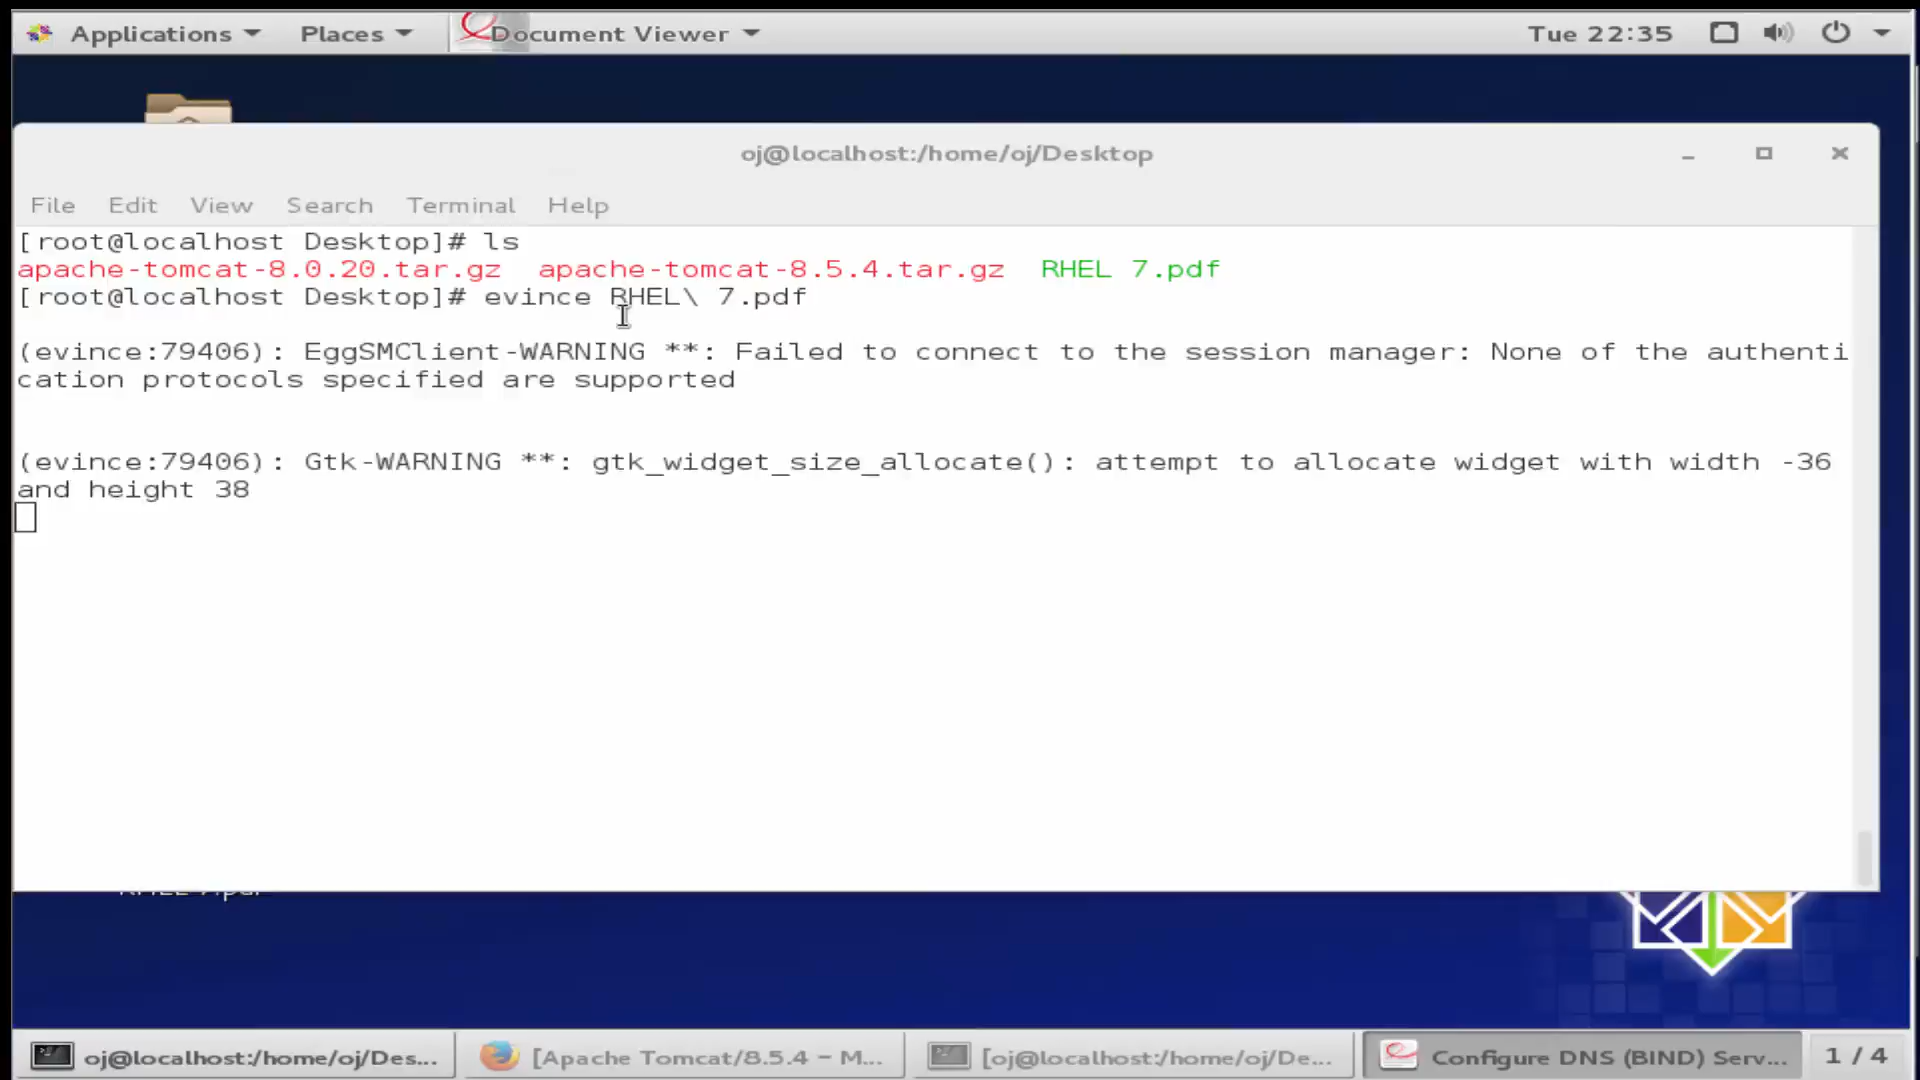 Applications Places Document Viewer Tue 22:35
oj@localhost:/home/oj/Desktop
File Edit View Search Terminal Help
[root@localhost Desktop]# ls
apache-tomcat-8.0.20.tar.gz apache-tomcat-8.5.4.tar.gz RHEL 7.pdf
[root@localhost Desktop]# evince RHEL\ 7.pdf
(evince:79406): EggSMClient-WARNING **: Failed to connect to the session manager: None of the authenti
cation protocols specified are supported
(evince:79406): Gtk-WARNING **: gtk_widget_size_allocate(): attempt to allocate widget with width -36
and height 38
RHEL 7.pdf
oj@localhost:/home/oj/Des... [Apache Tomcat/8.5.4 – M... [oj@localhost:/home/oj/De... Configure DNS (BIND) Serv... 1 / 4